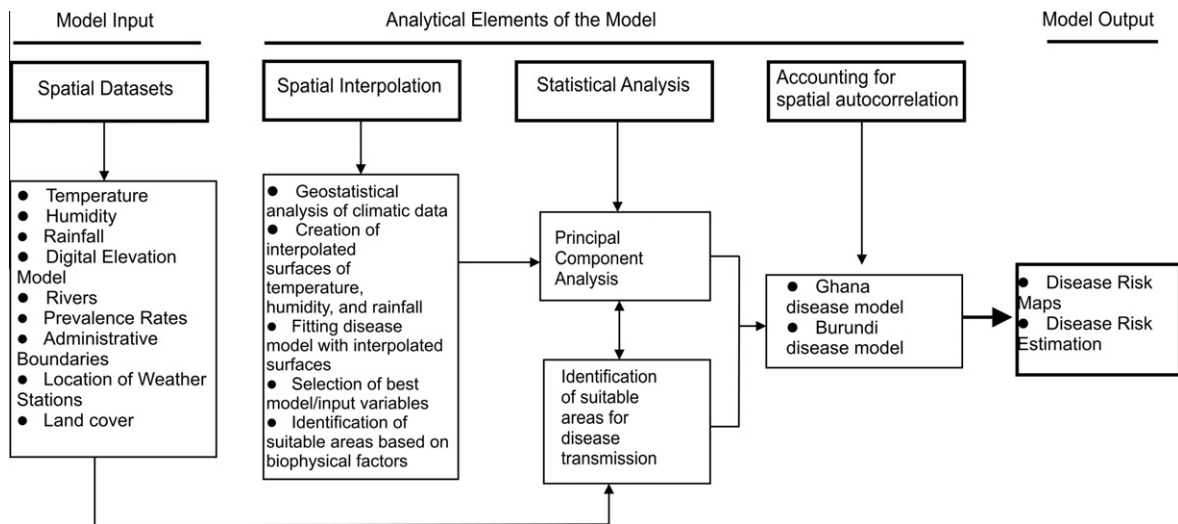 Model Input
Analytical Elements of the Model
Model Output
Spatial Datasets
Spatial Interpolation
Statistical Analysis
Accounting for
spatial autocorrelation
● Temperature
● Humidity
● Rainfall
● Digital Elevation
Model
● Rivers
● Prevalence Rates
● Administrative
Boundaries
● Location of Weather
Stations
● Land cover
● Geostatistical
analysis of climatic data
● Creation of
interpolated
surfaces of
temperature,
humidity, and rainfall
● Fitting disease
model with interpolated
surfaces
● Selection of best
model/input variables
● Identification of
suitable areas based on
biophysical factors
Principal
Component
Analysis
Identification
of suitable
areas for
disease
transmission
● Ghana
disease model
● Burundi
disease model
● Disease Risk
Maps
● Disease Risk
Estimation